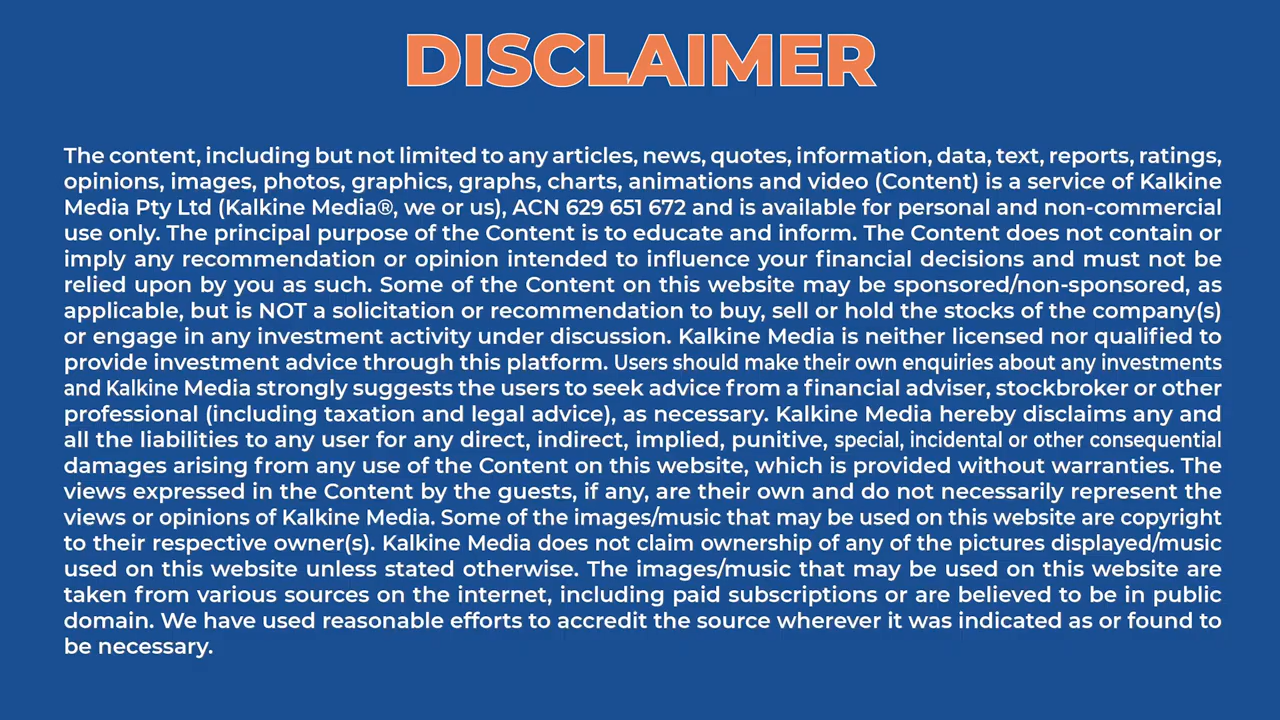 DISCLAIMER
The content, including but not limited to any articles, news, quotes, information, data, text, reports, ratings,
opinions, images, photos, graphics, graphs, charts, animations and video (Content) is a service of Kalkine
Media Pty Ltd (Kalkine Media®, we or us), ACN 629 651 672 and is available for personal and non-commercial
use only. The principal purpose of the Content is to educate and inform. The Content does not contain or
imply any recommendation or opinion intended to influence your financial decisions and must not be
relied upon by you as such. Some of the Content on this website may be sponsored/non-sponsored, as
applicable, but is NOT a solicitation or recommendation to buy, sell or hold the stocks of the company(s)
or engage in any investment activity under discussion. Kalkine Media is neither licensed nor qualified to
provide investment advice through this platform. Users should make their own enquiries about any investments
and Kalkine Media strongly suggests the users to seek advice from a financial adviser, stockbroker or other
professional (including taxation and legal advice), as necessary. Kalkine Media hereby disclaims any and
all the liabilities to any user for any direct, indirect, implied, punitive, special, incidental or other consequential
damages arising from any use of the Content on this website, which is provided without warranties. The
views expressed in the Content by the guests, if any, are their own and do not necessarily represent the
views or opinions of Kalkine Media. Some of the images/music that may be used on this website are copyright
to their respective owner(s). Kalkine Media does not claim ownership of any of the pictures displayed/music
used on this website unless stated otherwise. The images/music that may be used on this website are
taken from various sources on the internet, including paid subscriptions or are believed to be in public
domain. We have used reasonable efforts to accredit the source wherever it was indicated as or found to
be necessary.